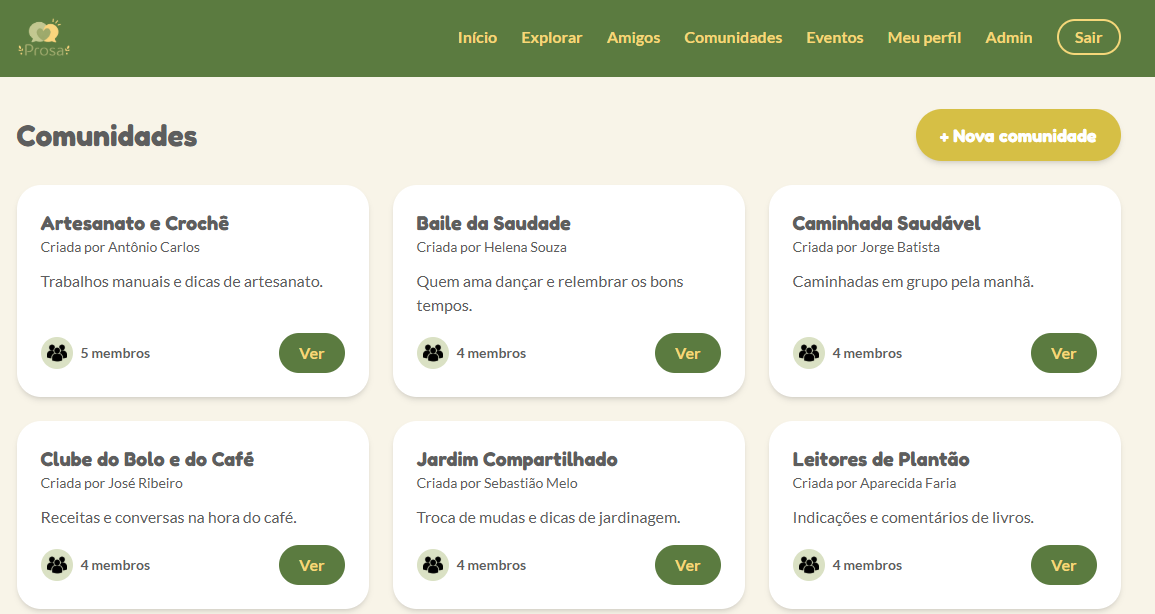 Prosa
Início Explorar Amigos Comunidades Eventos Meu perfil Admin Sair
Comunidades
+ Nova comunidade
Artesanato e Crochê
Criada por Antônio Carlos
Trabalhos manuais e dicas de artesanato.
5 membros
Ver
Baile da Saudade
Criada por Helena Souza
Quem ama dançar e relembrar os bons
tempos.
4 membros
Ver
Caminhada Saudável
Criada por Jorge Batista
Caminhadas em grupo pela manhã.
4 membros
Ver
Clube do Bolo e do Café
Criada por José Ribeiro
Receitas e conversas na hora do café.
4 membros
Ver
Jardim Compartilhado
Criada por Sebastião Melo
Troca de mudas e dicas de jardinagem.
4 membros
Ver
Leitores de Plantão
Criada por Aparecida Faria
Indicações e comentários de livros.
4 membros
Ver